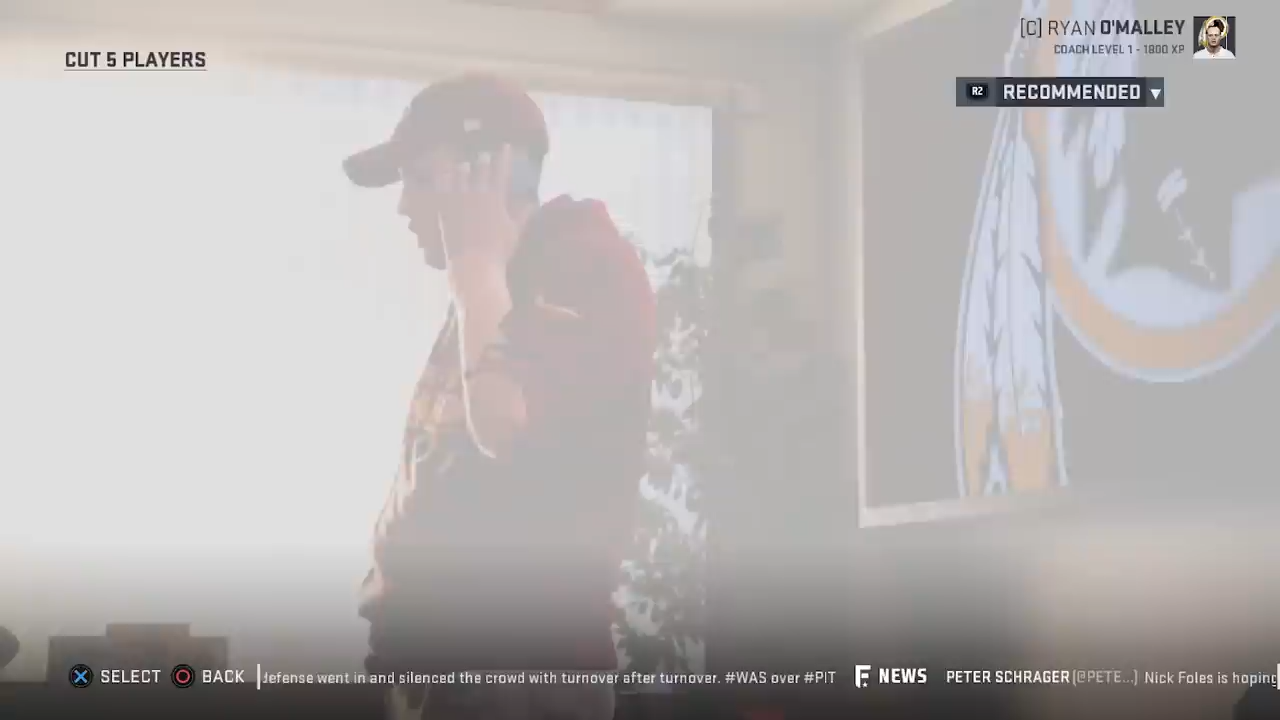 CUT 5 PLAYERS
[C] RYAN O'MALLEY
COACH LEVEL 1 - 1800 XP
R2 RECOMMENDED
SELECT BACK defense went in and silenced the crowd with turnover after turnover. #WAS over #PIT NEWS PETER SCHRAGER (@PETE...) Nick Foles is hoping